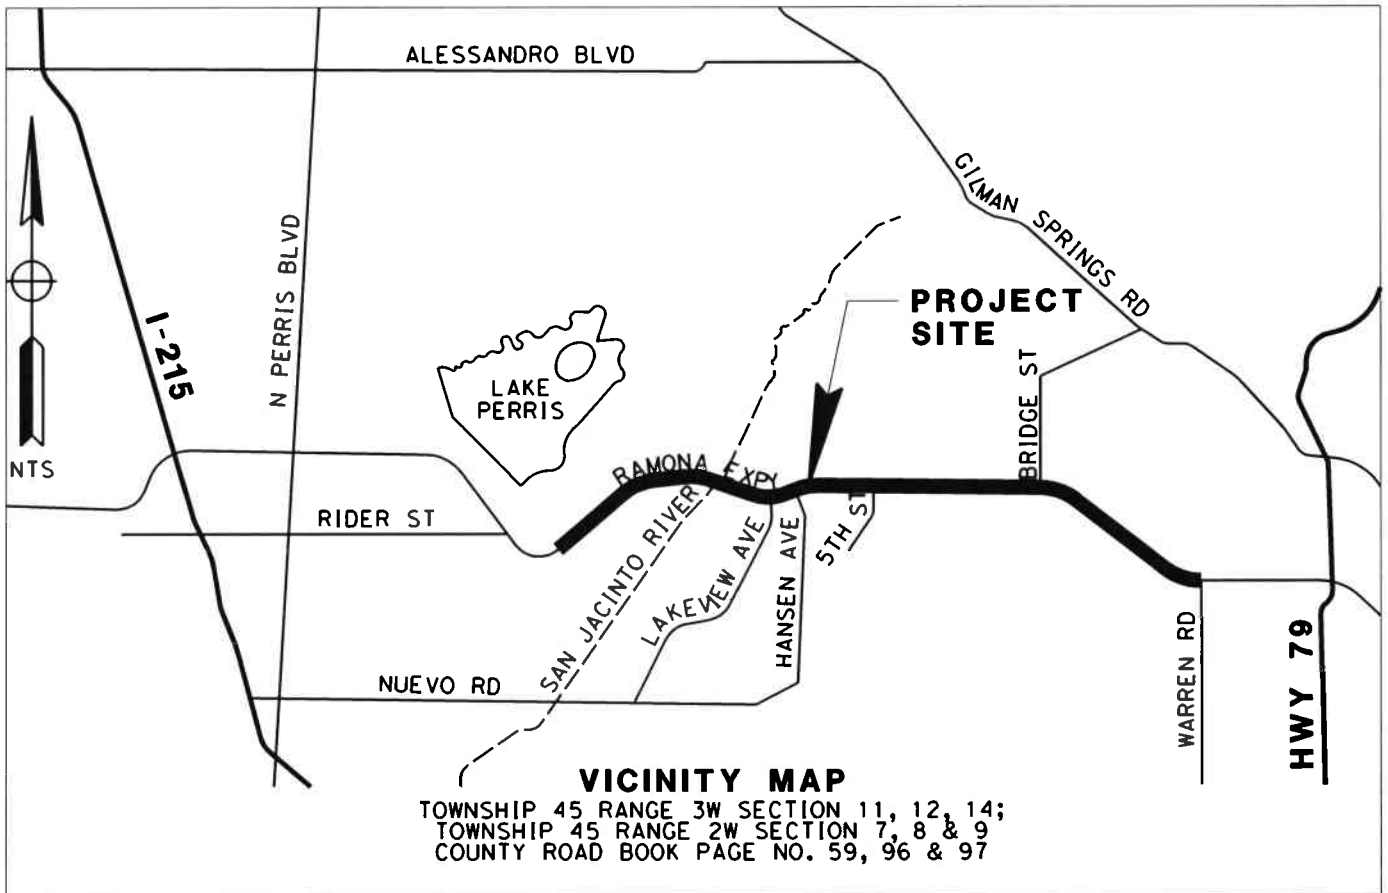 ALESSANDRO BLVD
GILMAN SPRINGS RD
N PERRIS BLVD
I-215
PROJECT
SITE
LAKE
PERRIS
BRIDGE ST
NTS
RAMONA EXPY
RIDER ST
SAN JACINTO RIVER
LAKEVIEW AVE
HANSEN AVE
5TH ST
NUEVO RD
WARREN RD
HWY 79
VICINITY MAP
TOWNSHIP 45 RANGE 3W SECTION 11, 12, 14;
TOWNSHIP 45 RANGE 2W SECTION 7, 8 & 9
COUNTY ROAD BOOK PAGE NO. 59, 96 & 97